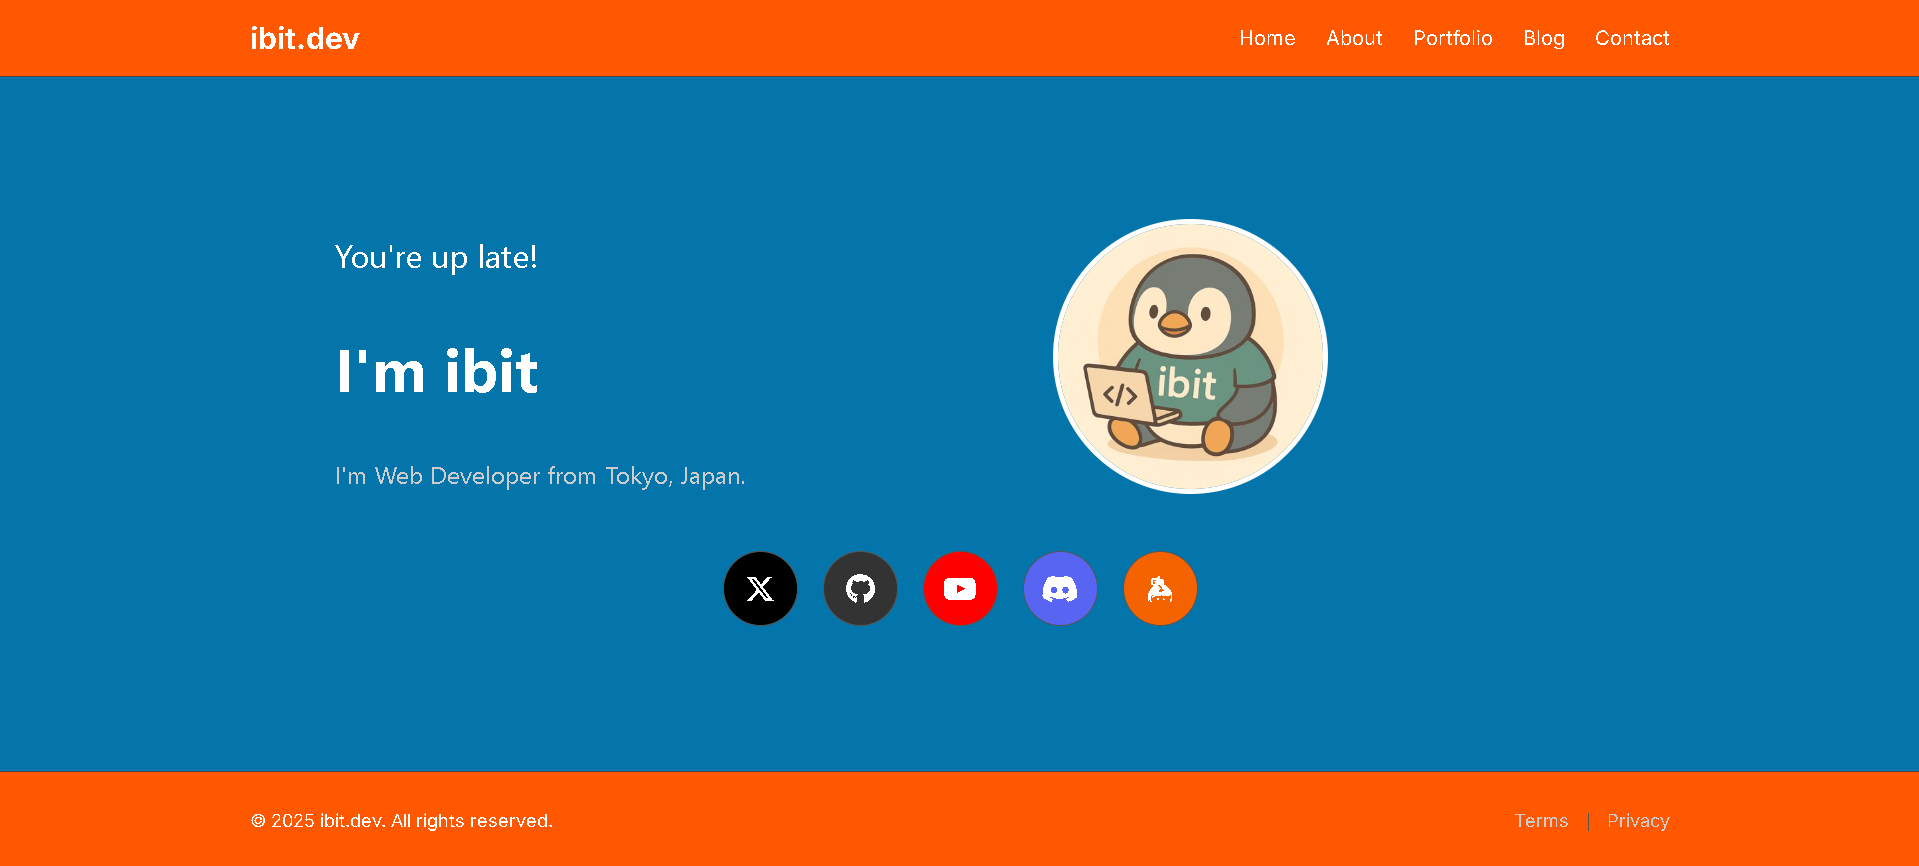 ibit.dev
Home About Portfolio Blog Contact
You're up late!
I'm ibit
I'm Web Developer from Tokyo, Japan.
</>
ibit
© 2025 ibit.dev. All rights reserved.
Terms | Privacy